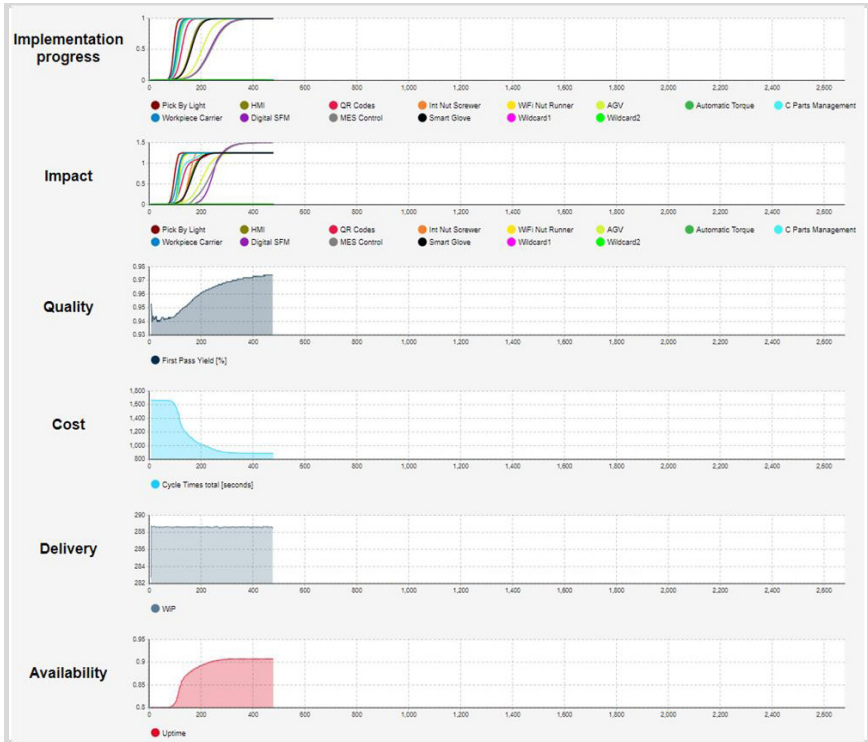 Implementation progress
1
0.5
0
0 200 400 600 800 1,000 1,200 1,400 1,600 1,800 2,000 2,200 2,400 2,600
Pick By Light HMI QR Codes Int Nut Screwer WiFi Nut Runner AGV Automatic Torque C Parts Management
Workpiece Carrier Digital SFM MES Control Smart Glove Wildcard1 Wildcard2
Impact
1.5
1
0.5
0
0 200 400 600 800 1,000 1,200 1,400 1,600 1,800 2,000 2,200 2,400 2,600
Pick By Light HMI QR Codes Int Nut Screwer WiFi Nut Runner AGV Automatic Torque C Parts Management
Workpiece Carrier Digital SFM MES Control Smart Glove Wildcard1 Wildcard2
Quality
0.98
0.97
0.96
0.95
0.94
0.93
0 200 400 600 800 1,000 1,200 1,400 1,600 1,800 2,000 2,200 2,400 2,600
First Pass Yield [%]
Cost
1,800
1,600
1,400
1,200
1,000
800
0 200 400 600 800 1,000 1,200 1,400 1,600 1,800 2,000 2,200 2,400 2,600
Cycle Times total [seconds]
Delivery
290
288
286
284
282
0 200 400 600 800 1,000 1,200 1,400 1,600 1,800 2,000 2,200 2,400 2,600
WiP
Availability
0.95
0.9
0.85
0.8
0 200 400 600 800 1,000 1,200 1,400 1,600 1,800 2,000 2,200 2,400 2,600
Uptime